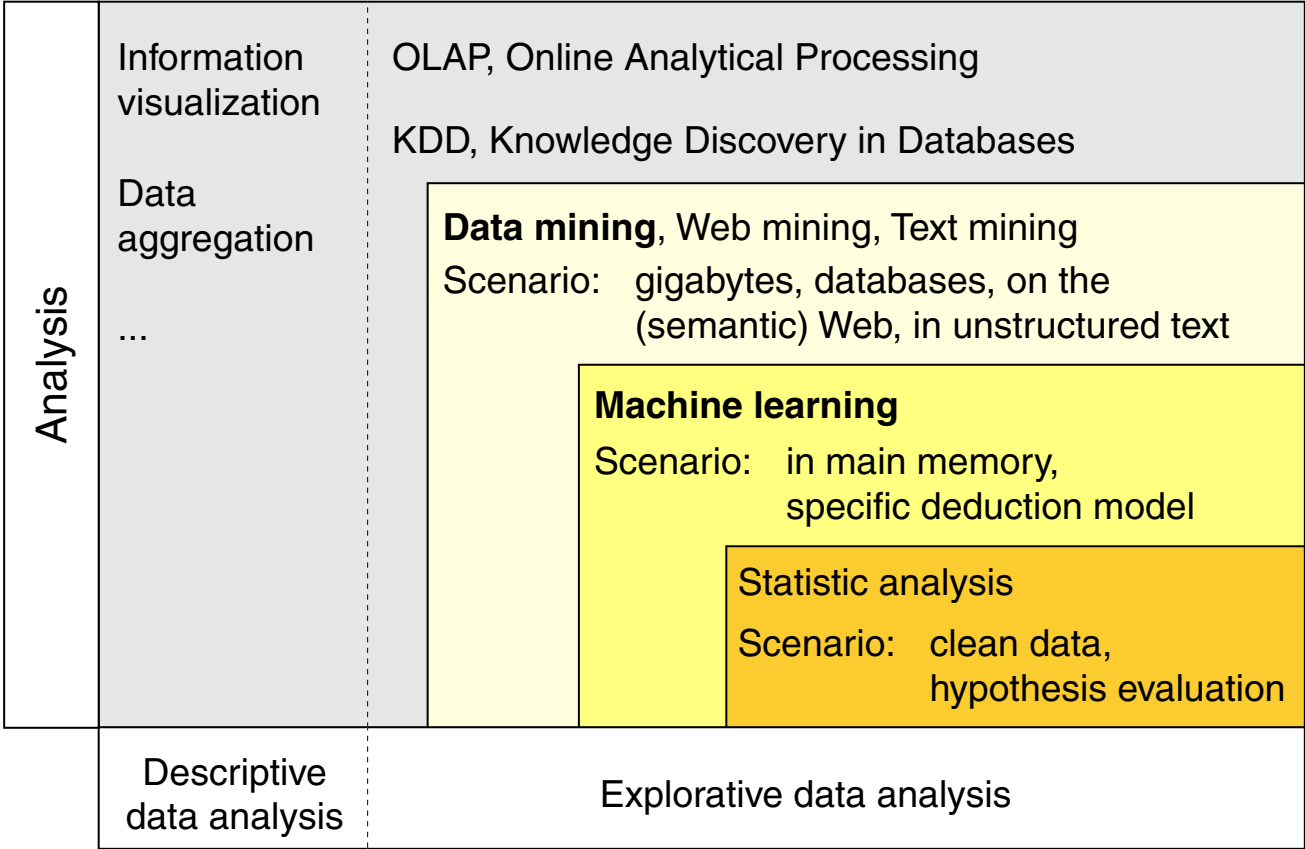 Analysis
Information
visualization
Data
aggregation
...
OLAP, Online Analytical Processing
KDD, Knowledge Discovery in Databases
Data mining, Web mining, Text mining
Scenario: gigabytes, databases, on the
(semantic) Web, in unstructured text
Machine learning
Scenario: in main memory,
specific deduction model
Statistic analysis
Scenario: clean data,
hypothesis evaluation
Descriptive
data analysis
Explorative data analysis